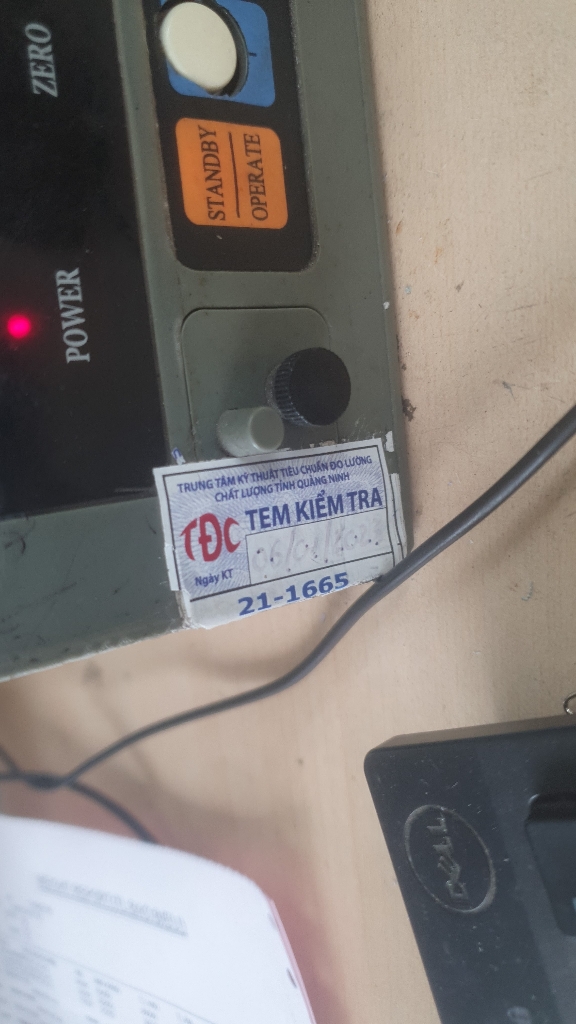 ZERO
STANDBY
OPERATE
POWER
TRUNG TÂM KỸ THUẬT TIÊU CHUẨN ĐO LƯỜNG
CHẤT LƯỢNG TỈNH QUẢNG NINH
TĐC
TEM KIỂM TRA
Ngày KT
21-1665
DELL